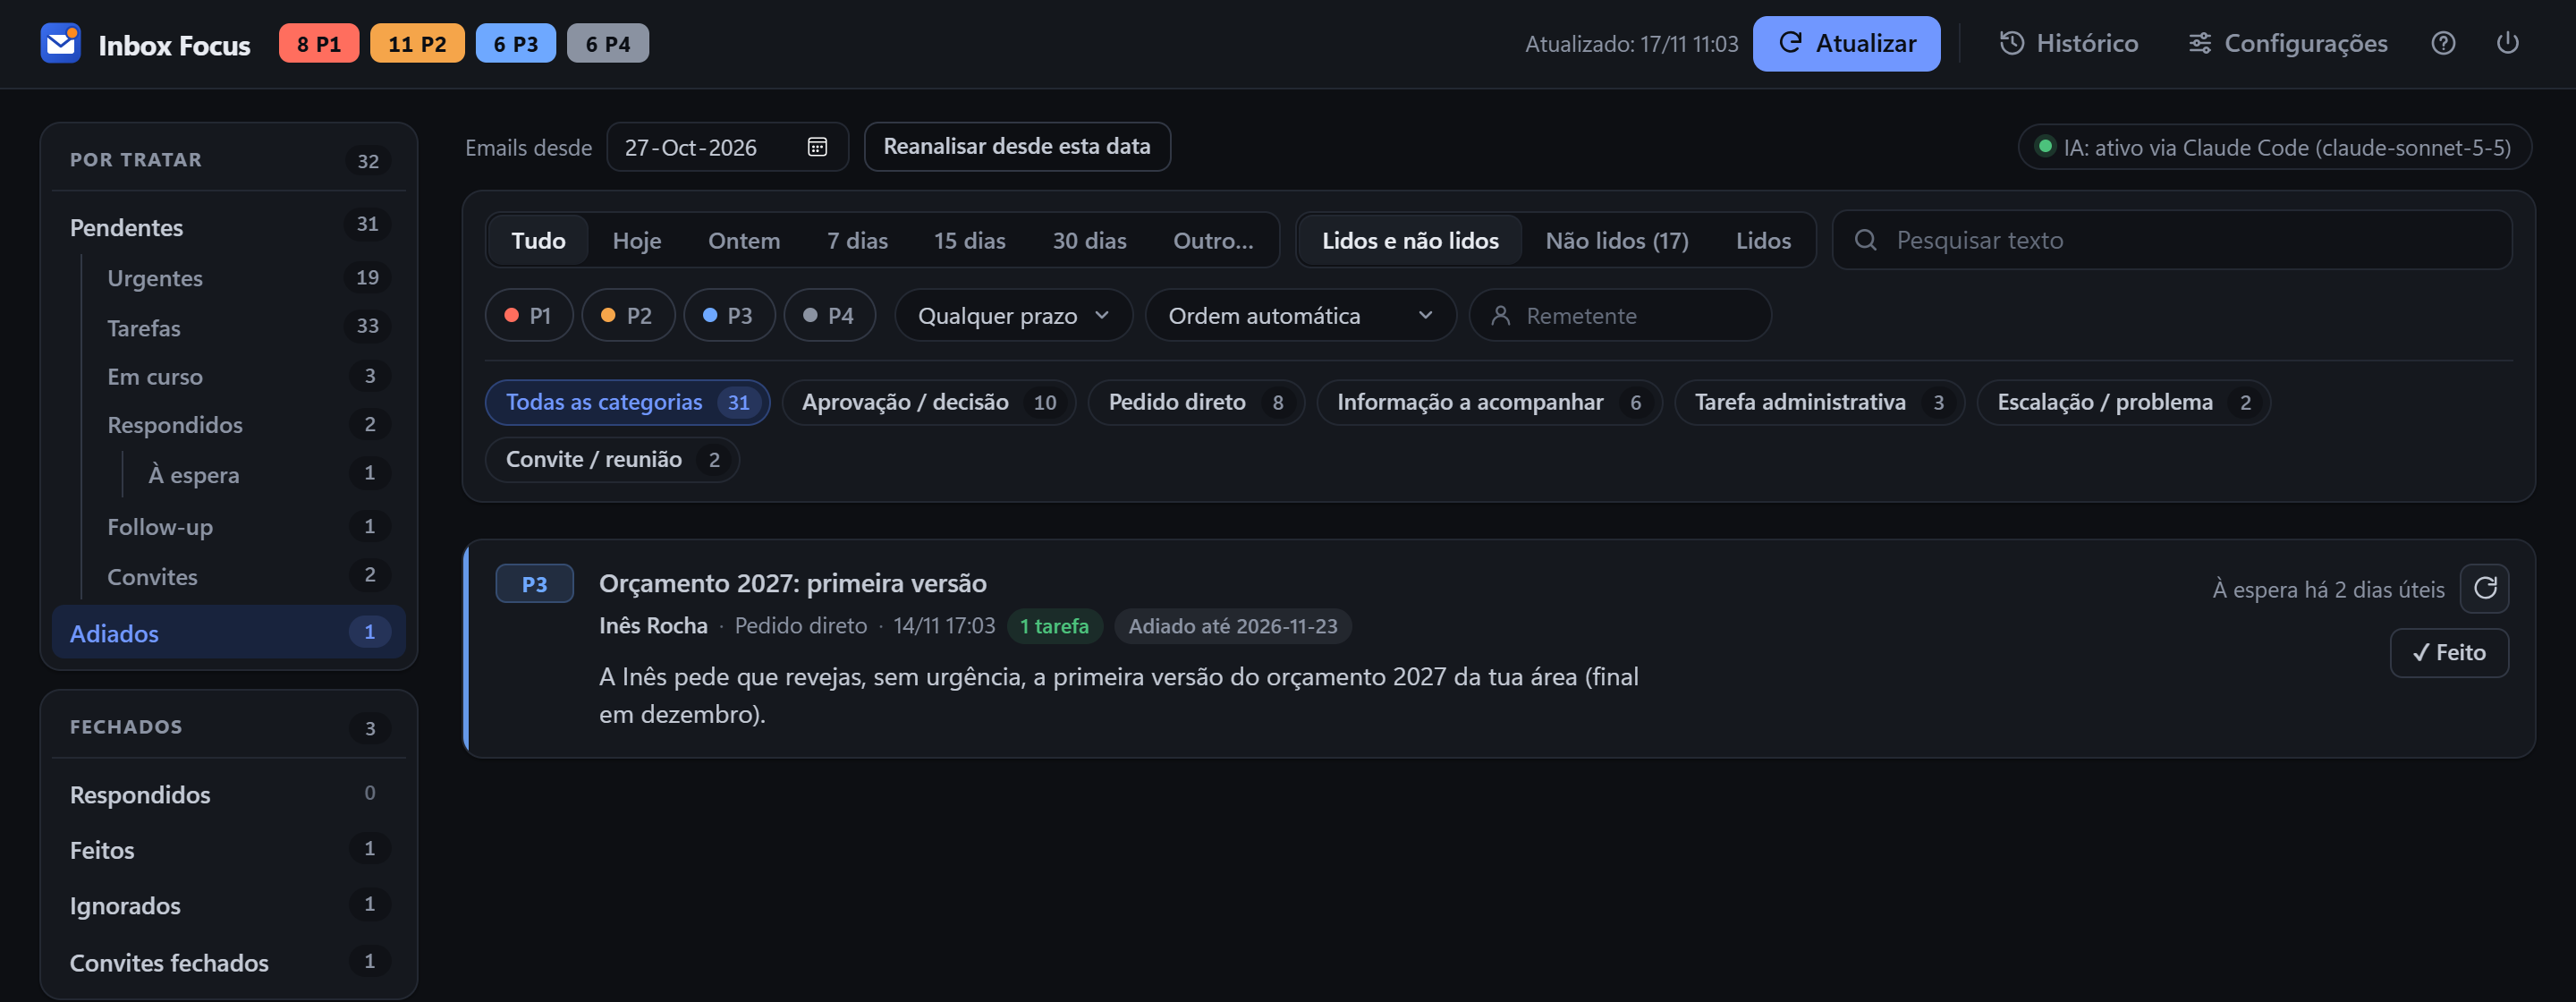 Inbox Focus 8 P1 11 P2 6 P3 6 P4 Atualizado: 17/11 11:03 Atualizar Histórico Configurações
POR TRATAR 32
Pendentes 31
Urgentes 19
Tarefas 33
Em curso 3
Respondidos 2
À espera 1
Follow-up 1
Convites 2
Adiados 1
FECHADOS 3
Respondidos 0
Feitos 1
Ignorados 1
Convites fechados 1
Emails desde 27-Oct-2026 Reanalisar desde esta data IA: ativo via Claude Code (claude-sonnet-5-5)
Tudo Hoje Ontem 7 dias 15 dias 30 dias Outro... Lidos e não lidos Não lidos (17) Lidos Pesquisar texto
P1 P2 P3 P4 Qualquer prazo Ordem automática Remetente
Todas as categorias 31 Aprovação / decisão 10 Pedido direto 8 Informação a acompanhar 6 Tarefa administrativa 3 Escalação / problema 2
Convite / reunião 2
P3 Orçamento 2027: primeira versão À espera há 2 dias úteis
Inês Rocha · Pedido direto · 14/11 17:03 1 tarefa Adiado até 2026-11-23
✓ Feito
A Inês pede que revejas, sem urgência, a primeira versão do orçamento 2027 da tua área (final
em dezembro).